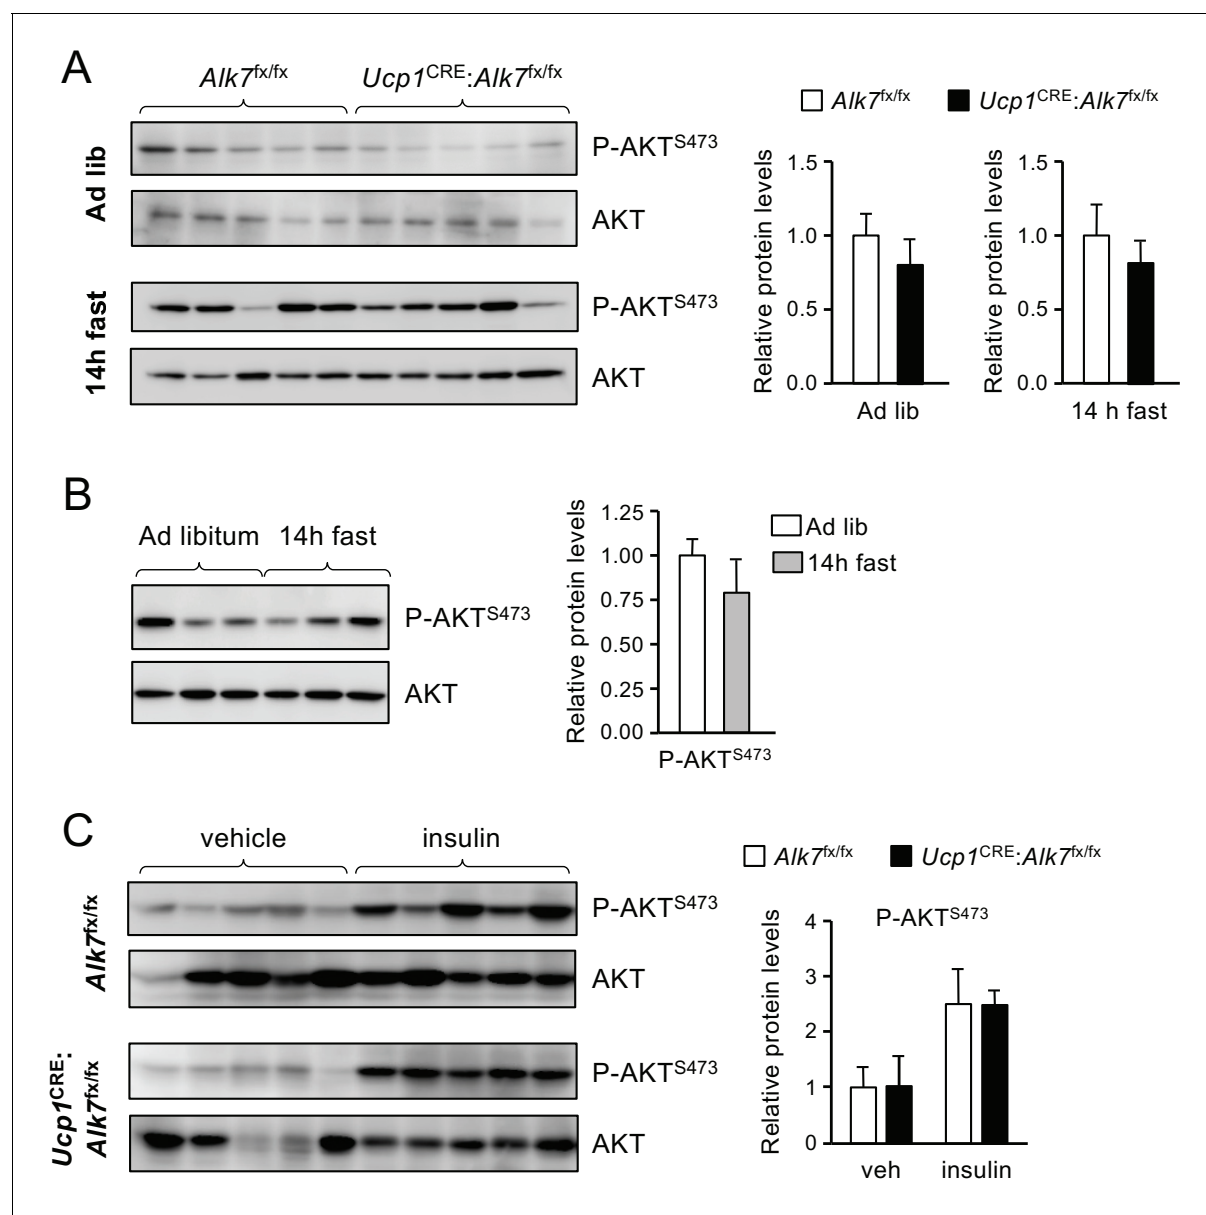 A
Alk7fx/fx
Ucp1CRE:Alk7fx/fx
Ad lib
P-AKTS473
AKT
14h fast
P-AKTS473
AKT
Alk7fx/fx
Ucp1CRE:Alk7fx/fx
Relative protein levels
1.5
1.0
0.5
0.0
Ad lib
Relative protein levels
1.5
1.0
0.5
0.0
14 h fast
B
Ad libitum
14h fast
P-AKTS473
AKT
Relative protein levels
1.25
1.00
0.75
0.50
0.25
0.00
P-AKTS473
Ad lib
14h fast
C
vehicle
insulin
Alk7fx/fx
P-AKTS473
AKT
Ucp1CRE:
Alk7fx/fx
P-AKTS473
AKT
Alk7fx/fx
Ucp1CRE:Alk7fx/fx
P-AKTS473
Relative protein levels
4
3
2
1
0
veh
insulin